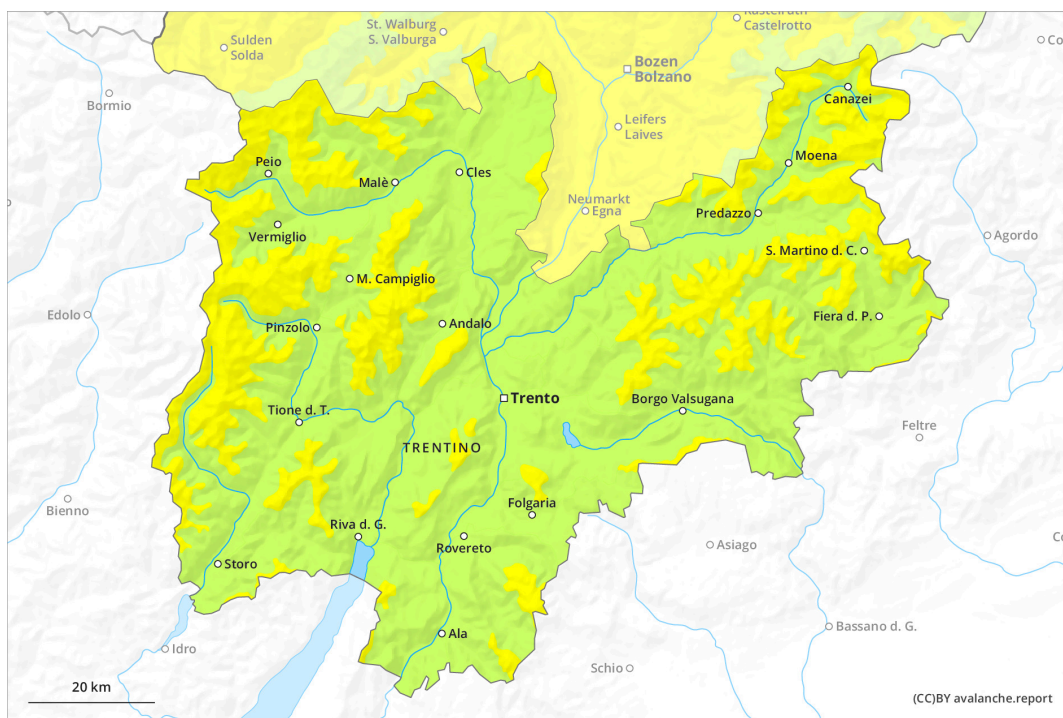 St. Walburg
S. Valburga
Kastelruth
Castelrotto
Sulden
Solda
Bozen
Bolzano
Bormio
Canazei
Leifers
Laives
Moena
Peio
Malè
Cles
Neumarkt
Egna
Predazzo
Vermiglio
Agordo
S. Martino d. C.
M. Campiglio
Edolo
Pinzolo
Andalo
Fiera d. P.
Trento
Borgo Valsugana
Tione d. T.
Feltre
TRENTINO
Bienno
Folgaria
Riva d. G.
Rovereto
Asiago
Storo
Ala
Bassano d. G.
Idro
Schio
20 km
(CC)BY avalanche.report